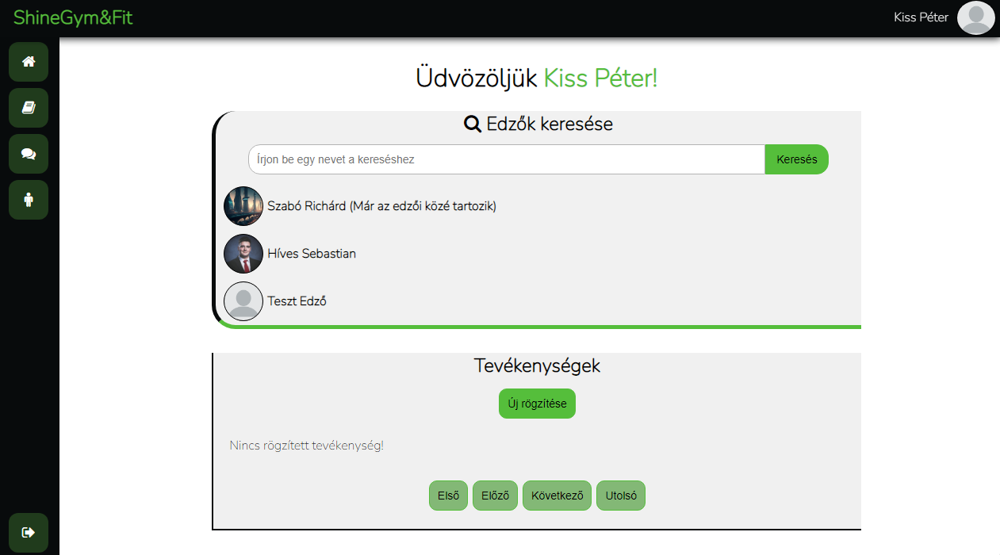 ShineGym&Fit
Kiss Péter
Üdvözöljük Kiss Péter!
Edzők keresése
Írjon be egy nevet a kereséshez
Keresés
Szabó Richárd (Már az edzői közé tartozik)
Híves Sebastian
Teszt Edző
Tevékenységek
Új rögzítése
Nincs rögzített tevékenység!
Első Előző Következő Utolsó